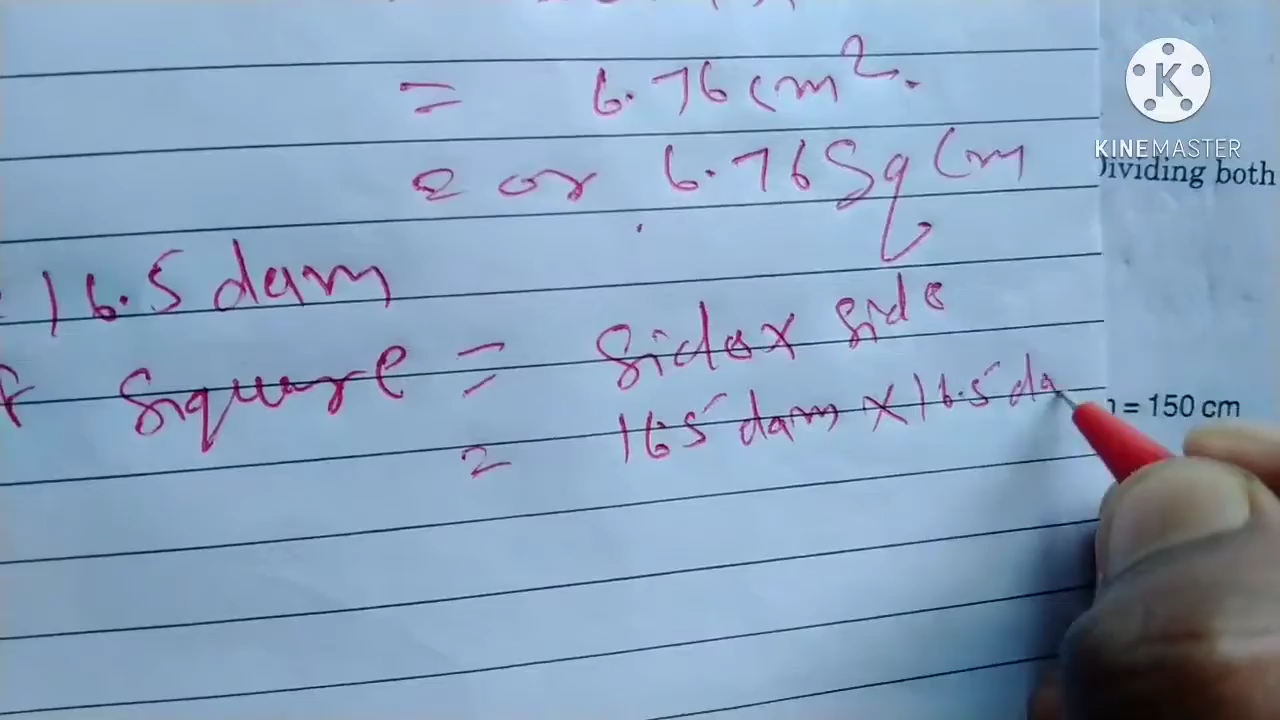 = 6.76 cm².
= or 6.76 Sq Cm
16.5 dam
Square = Side x Side
= 16.5 dam x 16.5 da
K
KINEMASTER
Dividing both
= 150 cm